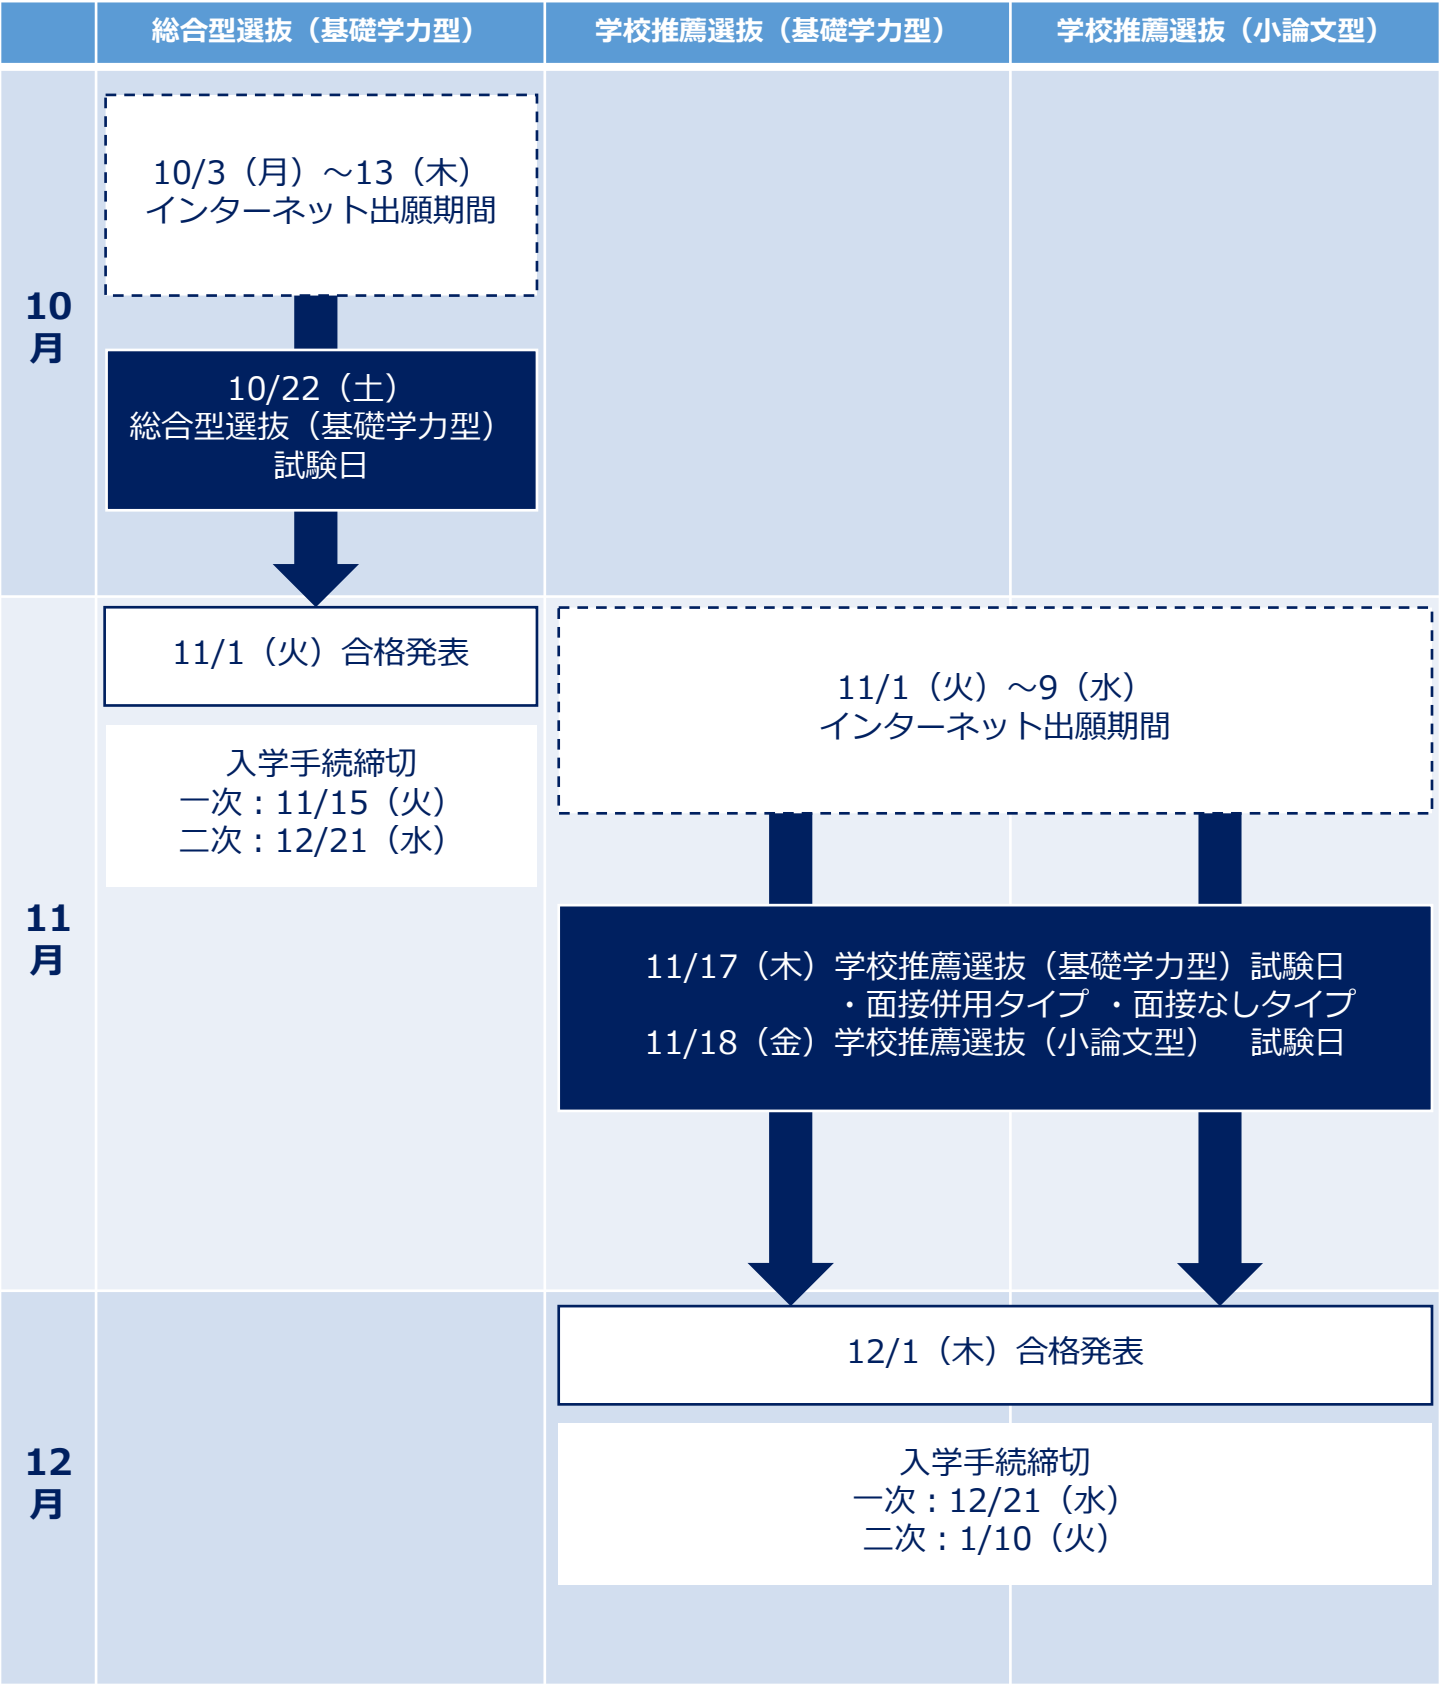 総合型選抜（基礎学力型）
学校推薦選抜（基礎学力型）
学校推薦選抜（小論文型）
10
月
10/3（月）～13（木）
インターネット出願期間
10/22（土）
総合型選抜（基礎学力型）
試験日
11
月
11/1（火）合格発表
入学手続締切
一次：11/15（火）
二次：12/21（水）
11/1（火）～9（水）
インターネット出願期間
11/17（木）学校推薦選抜（基礎学力型）試験日
・面接併用タイプ ・面接なしタイプ
11/18（金）学校推薦選抜（小論文型）　試験日
12
月
12/1（木）合格発表
入学手続締切
一次：12/21（水）
二次：1/10（火）